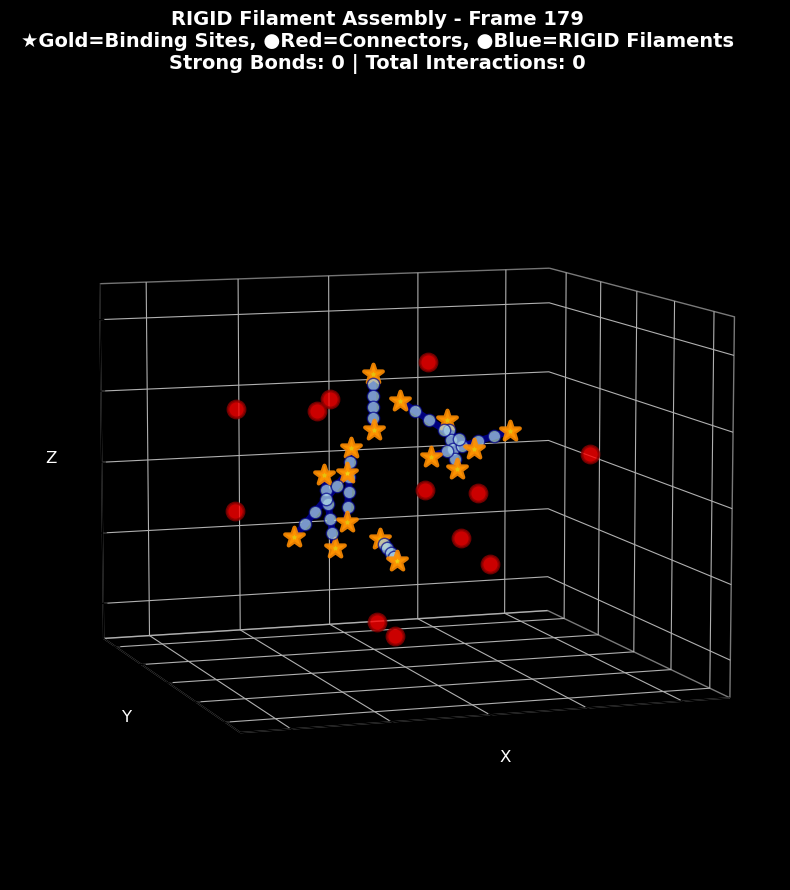 RIGID Filament Assembly - Frame 179
★Gold=Binding Sites, ●Red=Connectors, ●Blue=RIGID Filaments
Strong Bonds: 0 | Total Interactions: 0
Z
Y
X